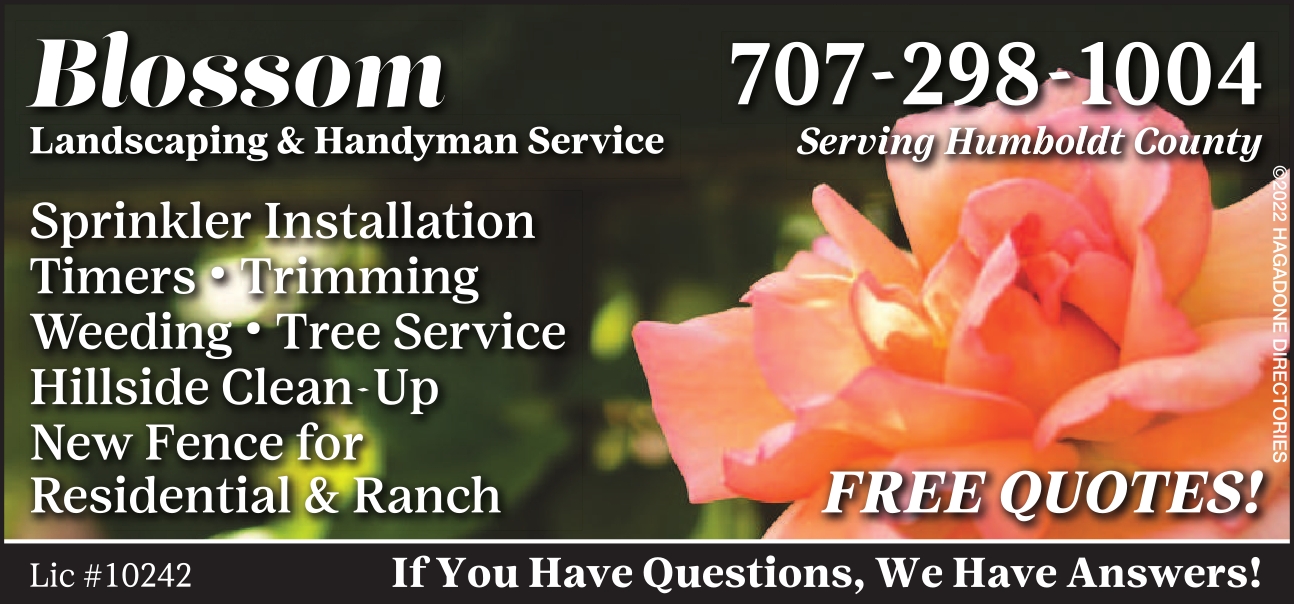 Blossom
Landscaping & Handyman Service
707-298-1004
Serving Humboldt County
Sprinkler Installation
Timers • Trimming
Weeding • Tree Service
Hillside Clean-Up
New Fence for
Residential & Ranch
FREE QUOTES!
©2022 HAGADONE DIRECTORIES
Lic #10242
If You Have Questions, We Have Answers!